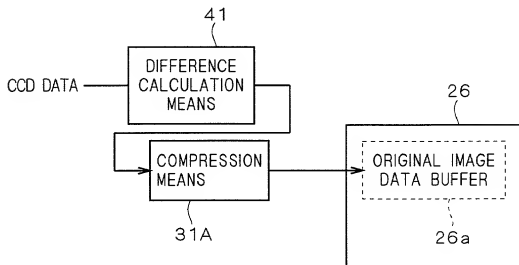 41
CCD DATA
DIFFERENCE
CALCULATION
MEANS
26
COMPRESSION
MEANS
ORIGINAL IMAGE
DATA BUFFER
31A
26a